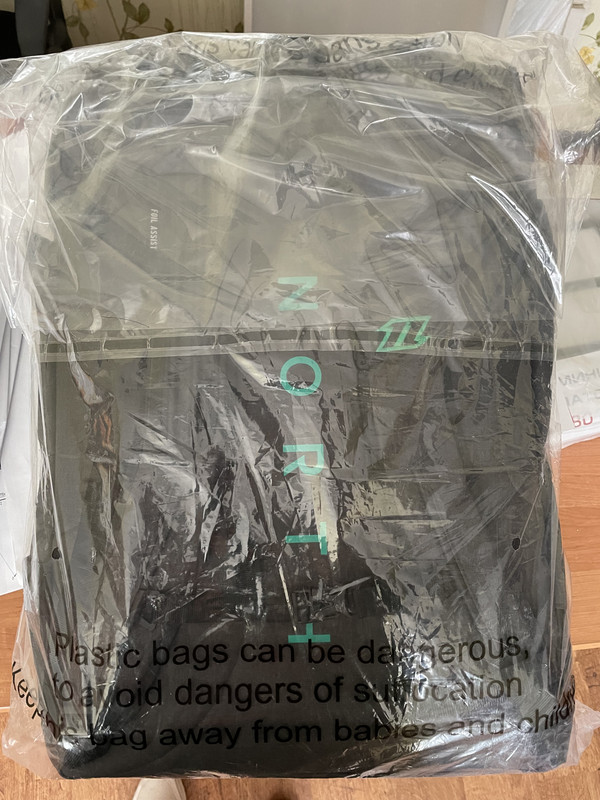 FOIL ASSIST
NORTH
Plastic bags can be dangerous,
to avoid dangers of suffocation
Keep this bag away from babies and children